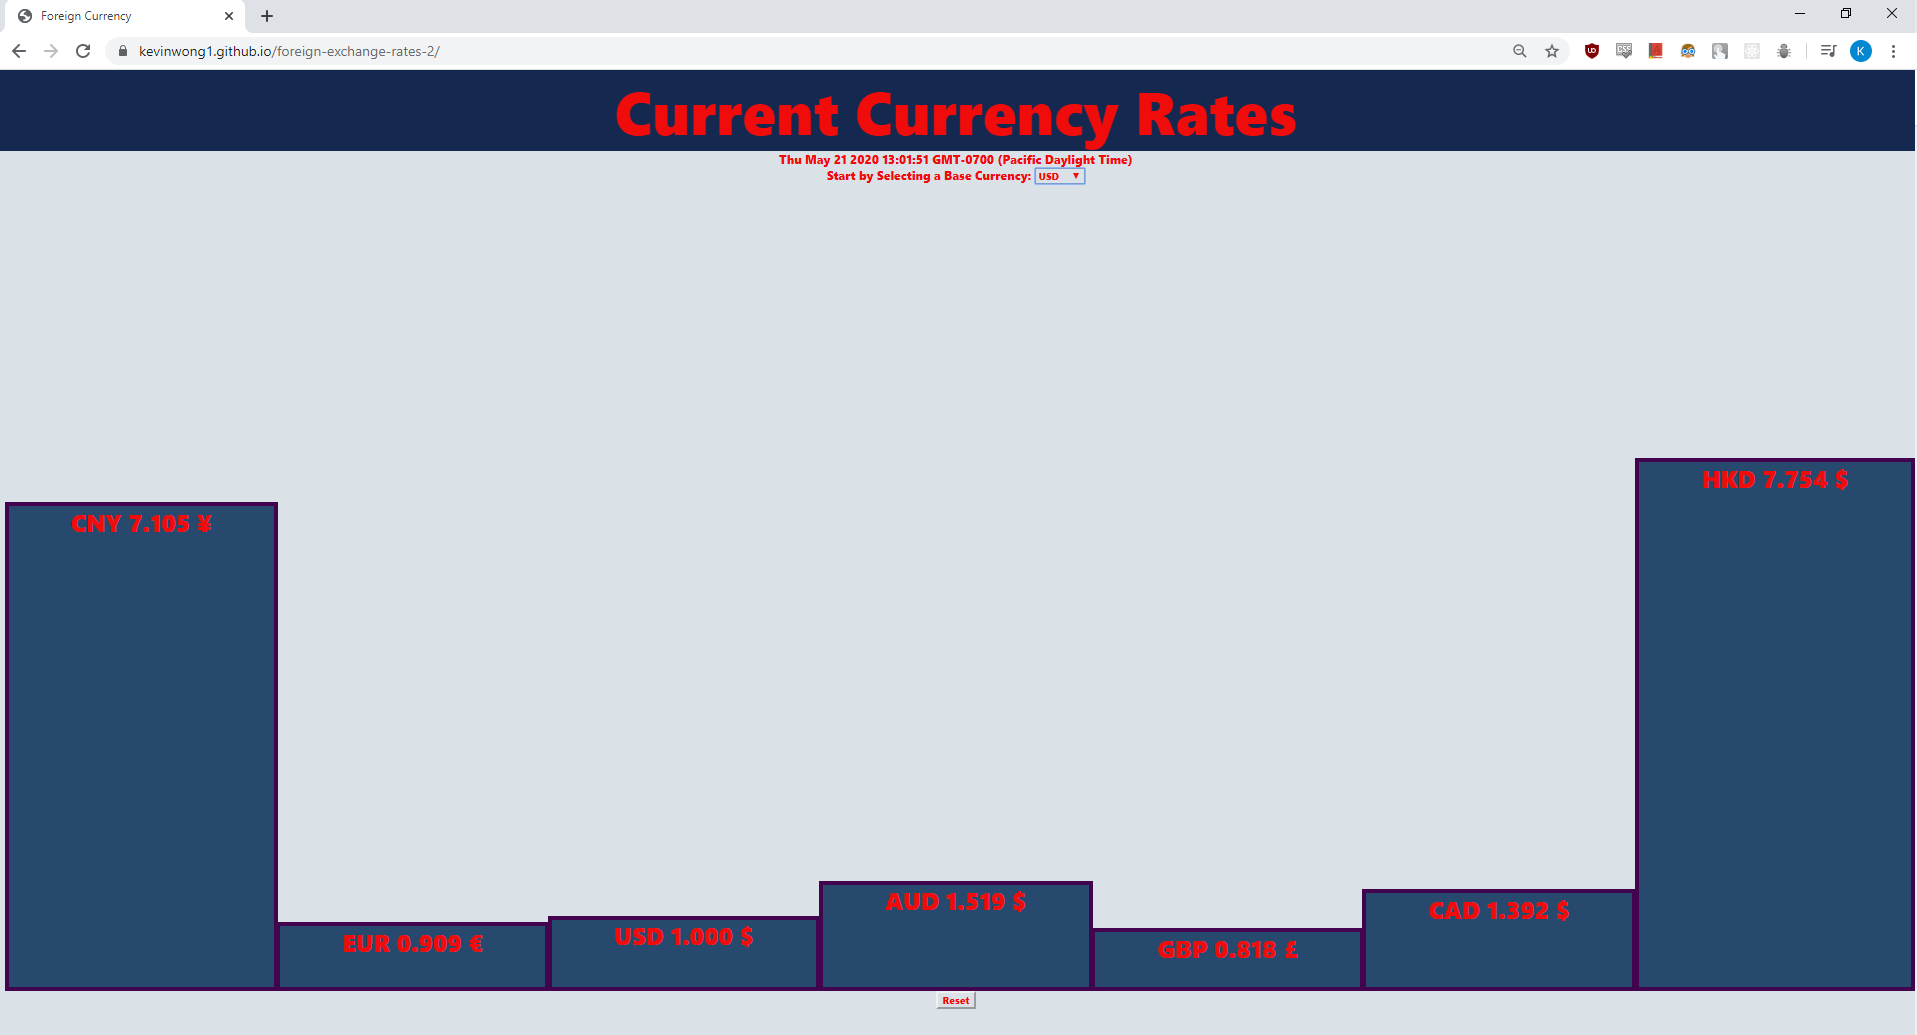 Foreign Currency
kevinwong1.github.io/foreign-exchange-rates-2/
K
Current Currency Rates
Thu May 21 2020 13:01:51 GMT-0700 (Pacific Daylight Time)
Start by Selecting a Base Currency: USD
CNY 7.105 ¥
EUR 0.909 €
USD 1.000 $
AUD 1.519 $
GBP 0.818 £
CAD 1.392 $
HKD 7.754 $
Reset